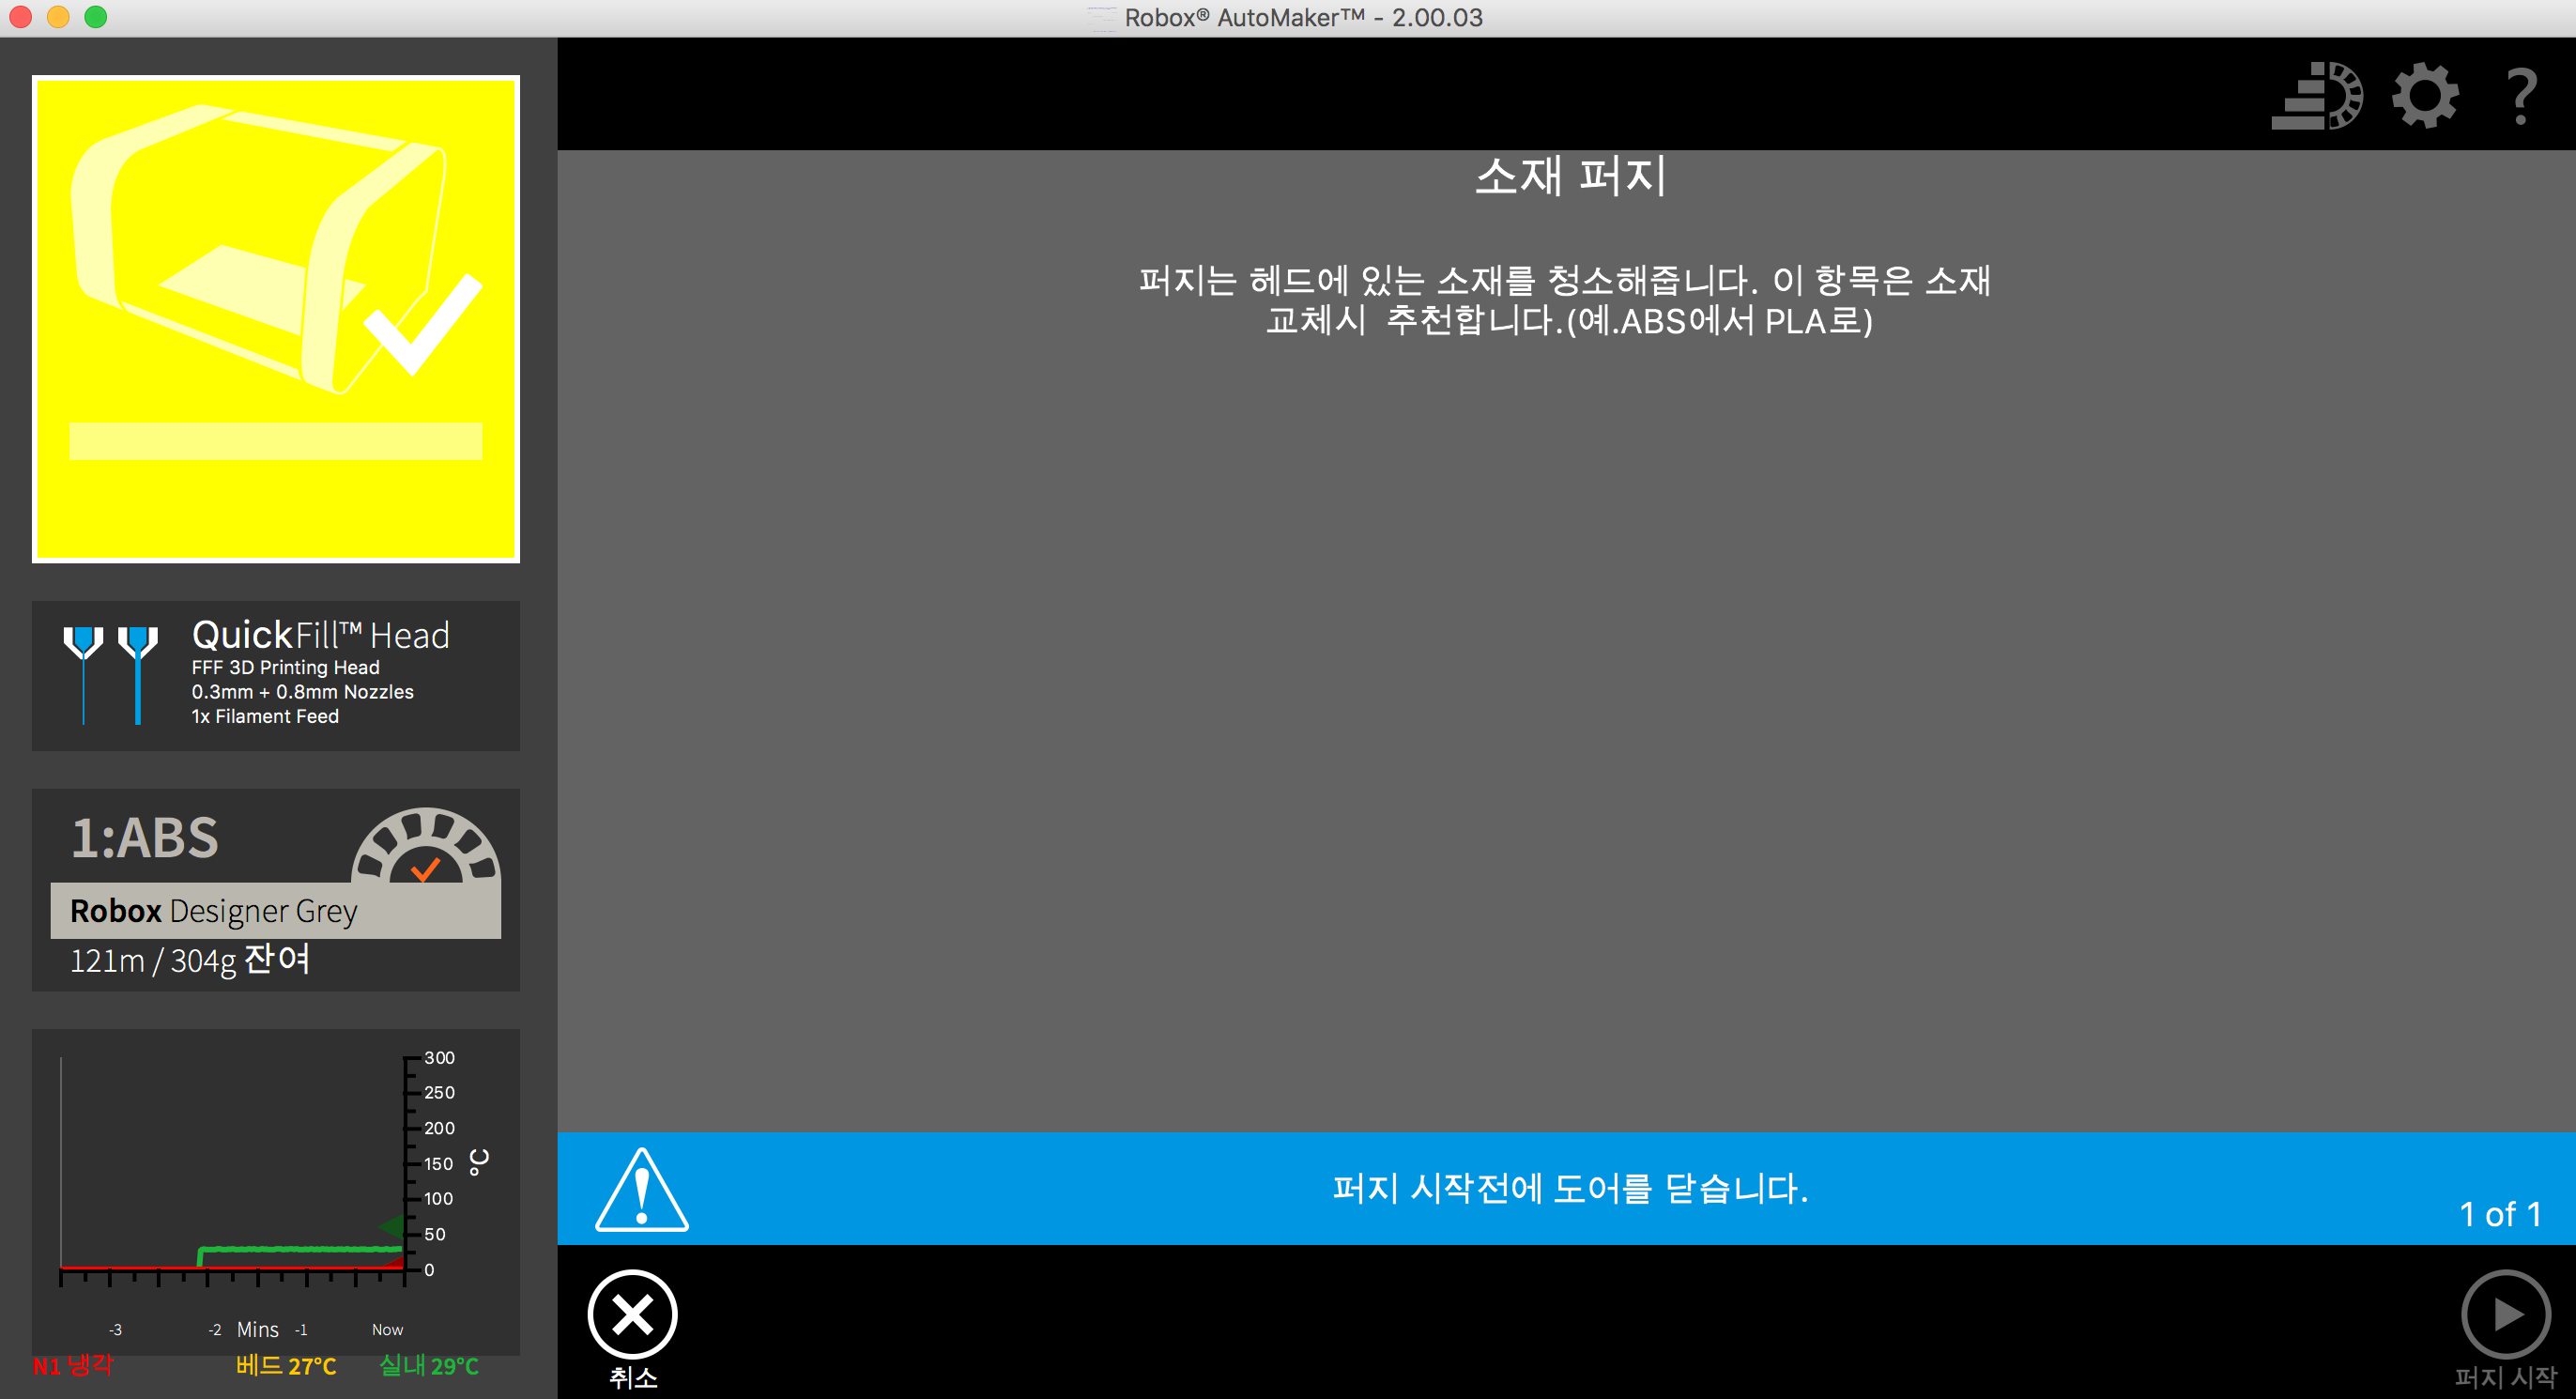 Robox® AutoMaker™ - 2.00.03
?
소재 퍼지
퍼지는 헤드에 있는 소재를 청소해줍니다. 이 항목은 소재
교체시 추천합니다.(예.ABS에서 PLA로)
QuickFill™ Head
FFF 3D Printing Head
0.3mm + 0.8mm Nozzles
1x Filament Feed
1:ABS
Robox Designer Grey
121m / 304g 잔여
300
250
200
150
100
50
0
°C
-3 -2 Mins -1 Now
N1 냉각 베드 27°C 실내 29°C
퍼지 시작전에 도어를 닫습니다.
1 of 1
취소
퍼지 시작